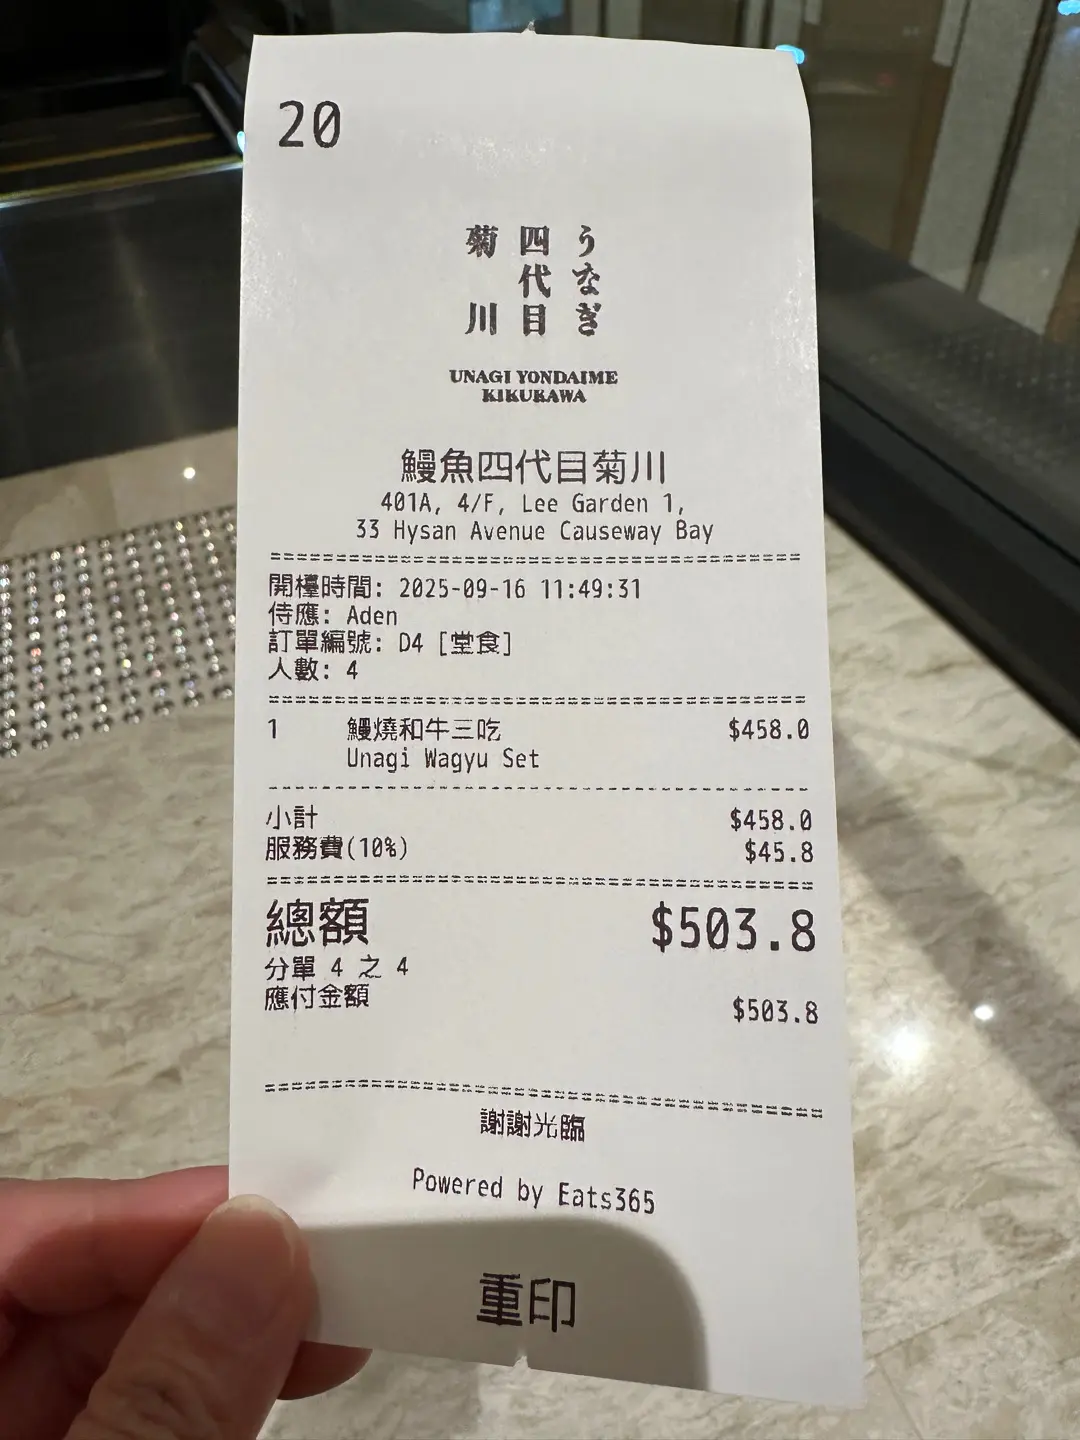 20
うなぎ
四代目
菊川
UNAGI YONDAIME
KIKUKAWA
鰻魚四代目菊川
401A, 4/F, Lee Garden 1,
33 Hysan Avenue Causeway Bay
開檯時間: 2025-09-16 11:49:31
侍應: Aden
訂單編號: D4 [堂食]
人數: 4
1 鰻燒和牛三吃 $458.0
Unagi Wagyu Set
小計 $458.0
服務費(10%) $45.8
總額 $503.8
分單 4 之 4
應付金額 $503.8
謝謝光臨
Powered by Eats365
重印